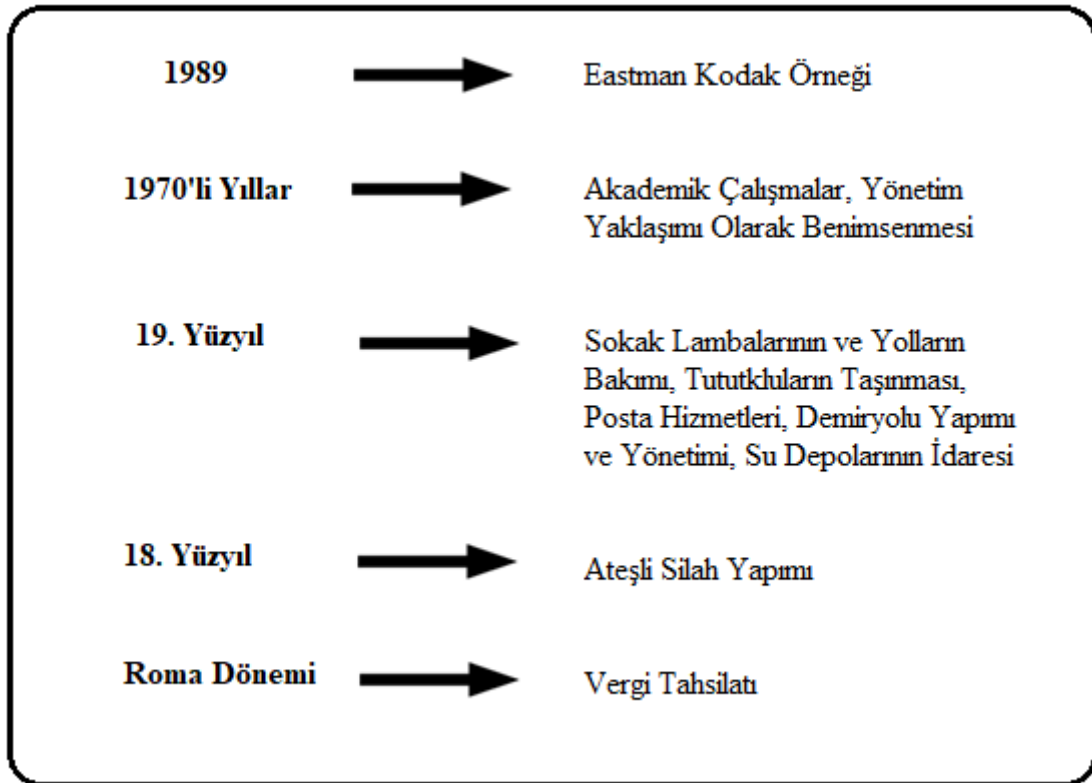 1989 Eastman Kodak Örneği
1970'li Yıllar Akademik Çalışmalar, Yönetim
Yaklaşımı Olarak Benimsenmesi
19. Yüzyıl Sokak Lambalarının ve Yolların
Bakımı, Tututkluların Taşınması,
Posta Hizmetleri, Demiryolu Yapımı
ve Yönetimi, Su Depolarının İdaresi
18. Yüzyıl Ateşli Silah Yapımı
Roma Dönemi Vergi Tahsilatı